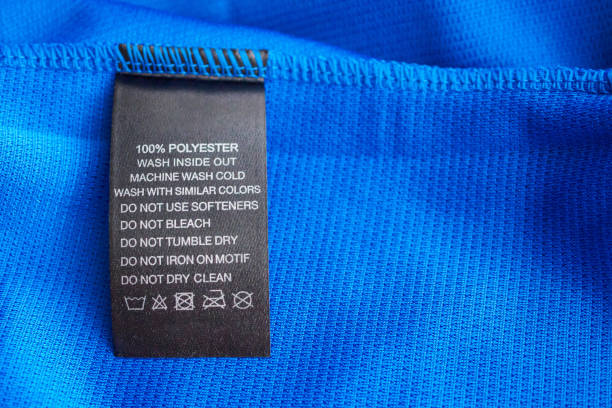 100% POLYESTER
WASH INSIDE OUT
MACHINE WASH COLD
WASH WITH SIMILAR COLORS
DO NOT USE SOFTENERS
DO NOT BLEACH
DO NOT TUMBLE DRY
DO NOT IRON ON MOTIF
DO NOT DRY CLEAN